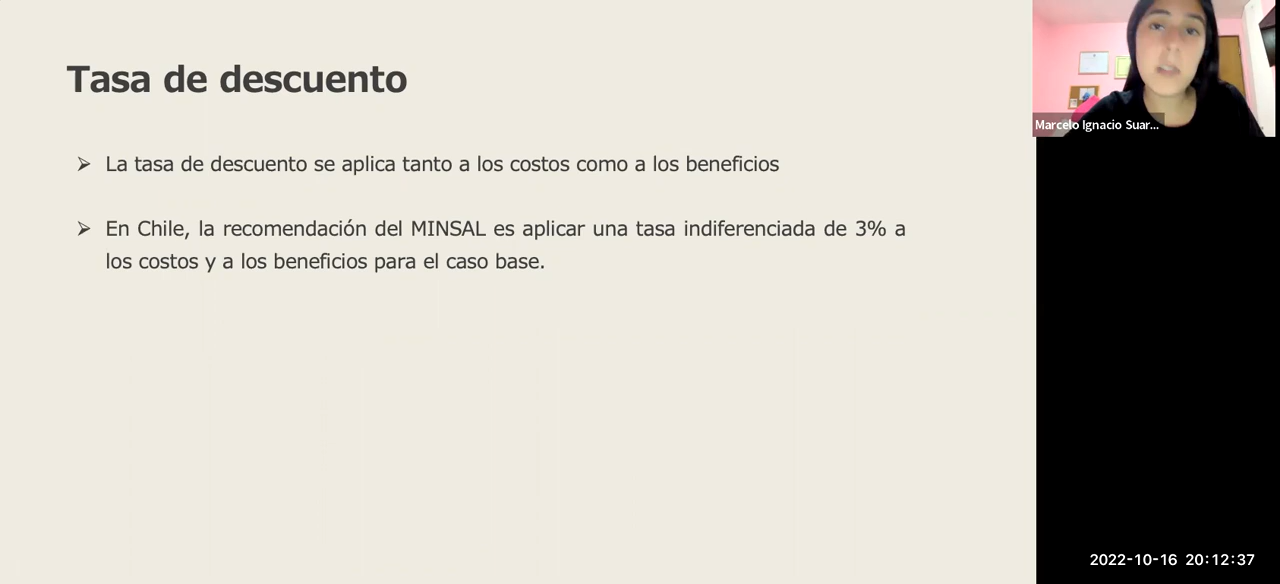 Tasa de descuento
➢ La tasa de descuento se aplica tanto a los costos como a los beneficios
➢ En Chile, la recomendación del MINSAL es aplicar una tasa indiferenciada de 3% a
los costos y a los beneficios para el caso base.
Marcelo Ignacio Suar...
2022-10-16 20:12:37